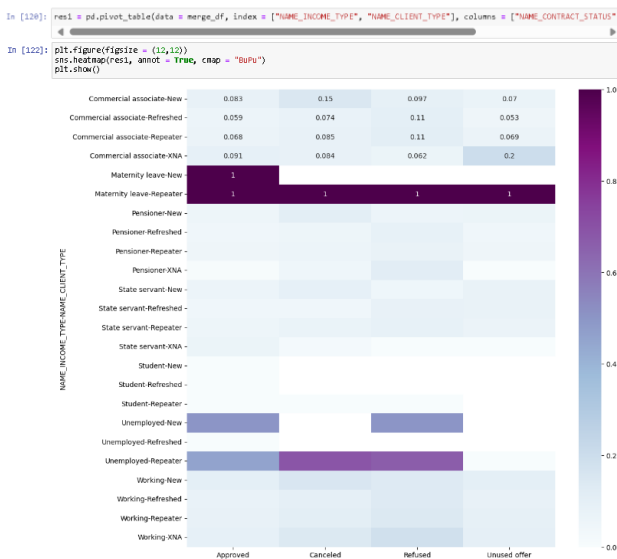 In [120]: res1 = pd.pivot_table(data = merge_df, index = ["NAME_INCOME_TYPE", "NAME_CLIENT_TYPE"], columns = ["NAME_CONTRACT_STATUS"
In [122]: plt.figure(figsize = (12,12))
sns.heatmap(res1, annot = True, cmap = "BuPu")
plt.show()
Commercial associate-New 0.083 0.15 0.097 0.07
Commercial associate-Refreshed 0.059 0.074 0.11 0.053
Commercial associate-Repeater 0.068 0.085 0.11 0.069
Commercial associate-XNA 0.091 0.084 0.062 0.2
Maternity leave-New 1
Maternity leave-Repeater 1 1 1 1
Pensioner-New
Pensioner-Refreshed
Pensioner-Repeater
Pensioner-XNA
State servant-New
State servant-Refreshed
State servant-Repeater
State servant-XNA
Student-New
Student-Refreshed
Student-Repeater
Unemployed-New
Unemployed-Refreshed
Unemployed-Repeater
Working-New
Working-Refreshed
Working-Repeater
Working-XNA
NAME_INCOME_TYPE-NAME_CLIENT_TYPE
Approved Canceled Refused Unused offer
1.0
0.8
0.6
0.4
0.2
0.0